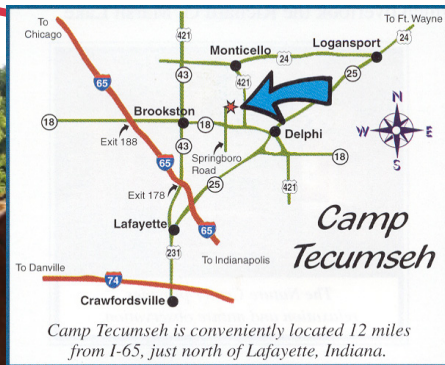 To
Chicago
To Ft. Wayne
421
24
Monticello
24
Logansport
43
421
25
65
Brookston
18
18
Delphi
N
W
E
S
Exit 188
43
Springboro
Road
18
65
Exit 178
25
421
Lafayette
65
231
To Indianapolis
Camp
Tecumseh
To Danville
74
Crawfordsville
Camp Tecumseh is conveniently located 12 miles
from I-65, just north of Lafayette, Indiana.